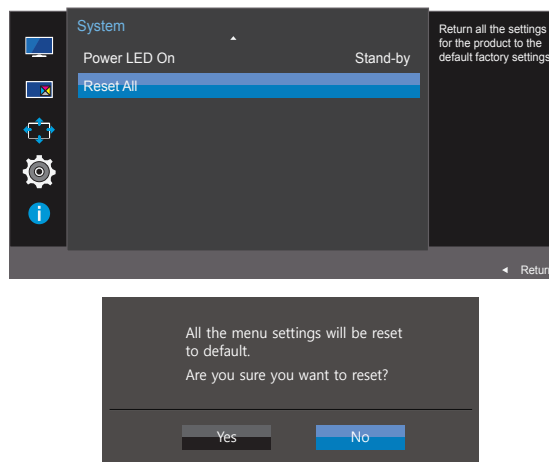 System
Power LED On Stand-by
Reset All
Return all the settings
for the product to the
default factory settings
Return
All the menu settings will be reset
to default.
Are you sure you want to reset?
Yes No